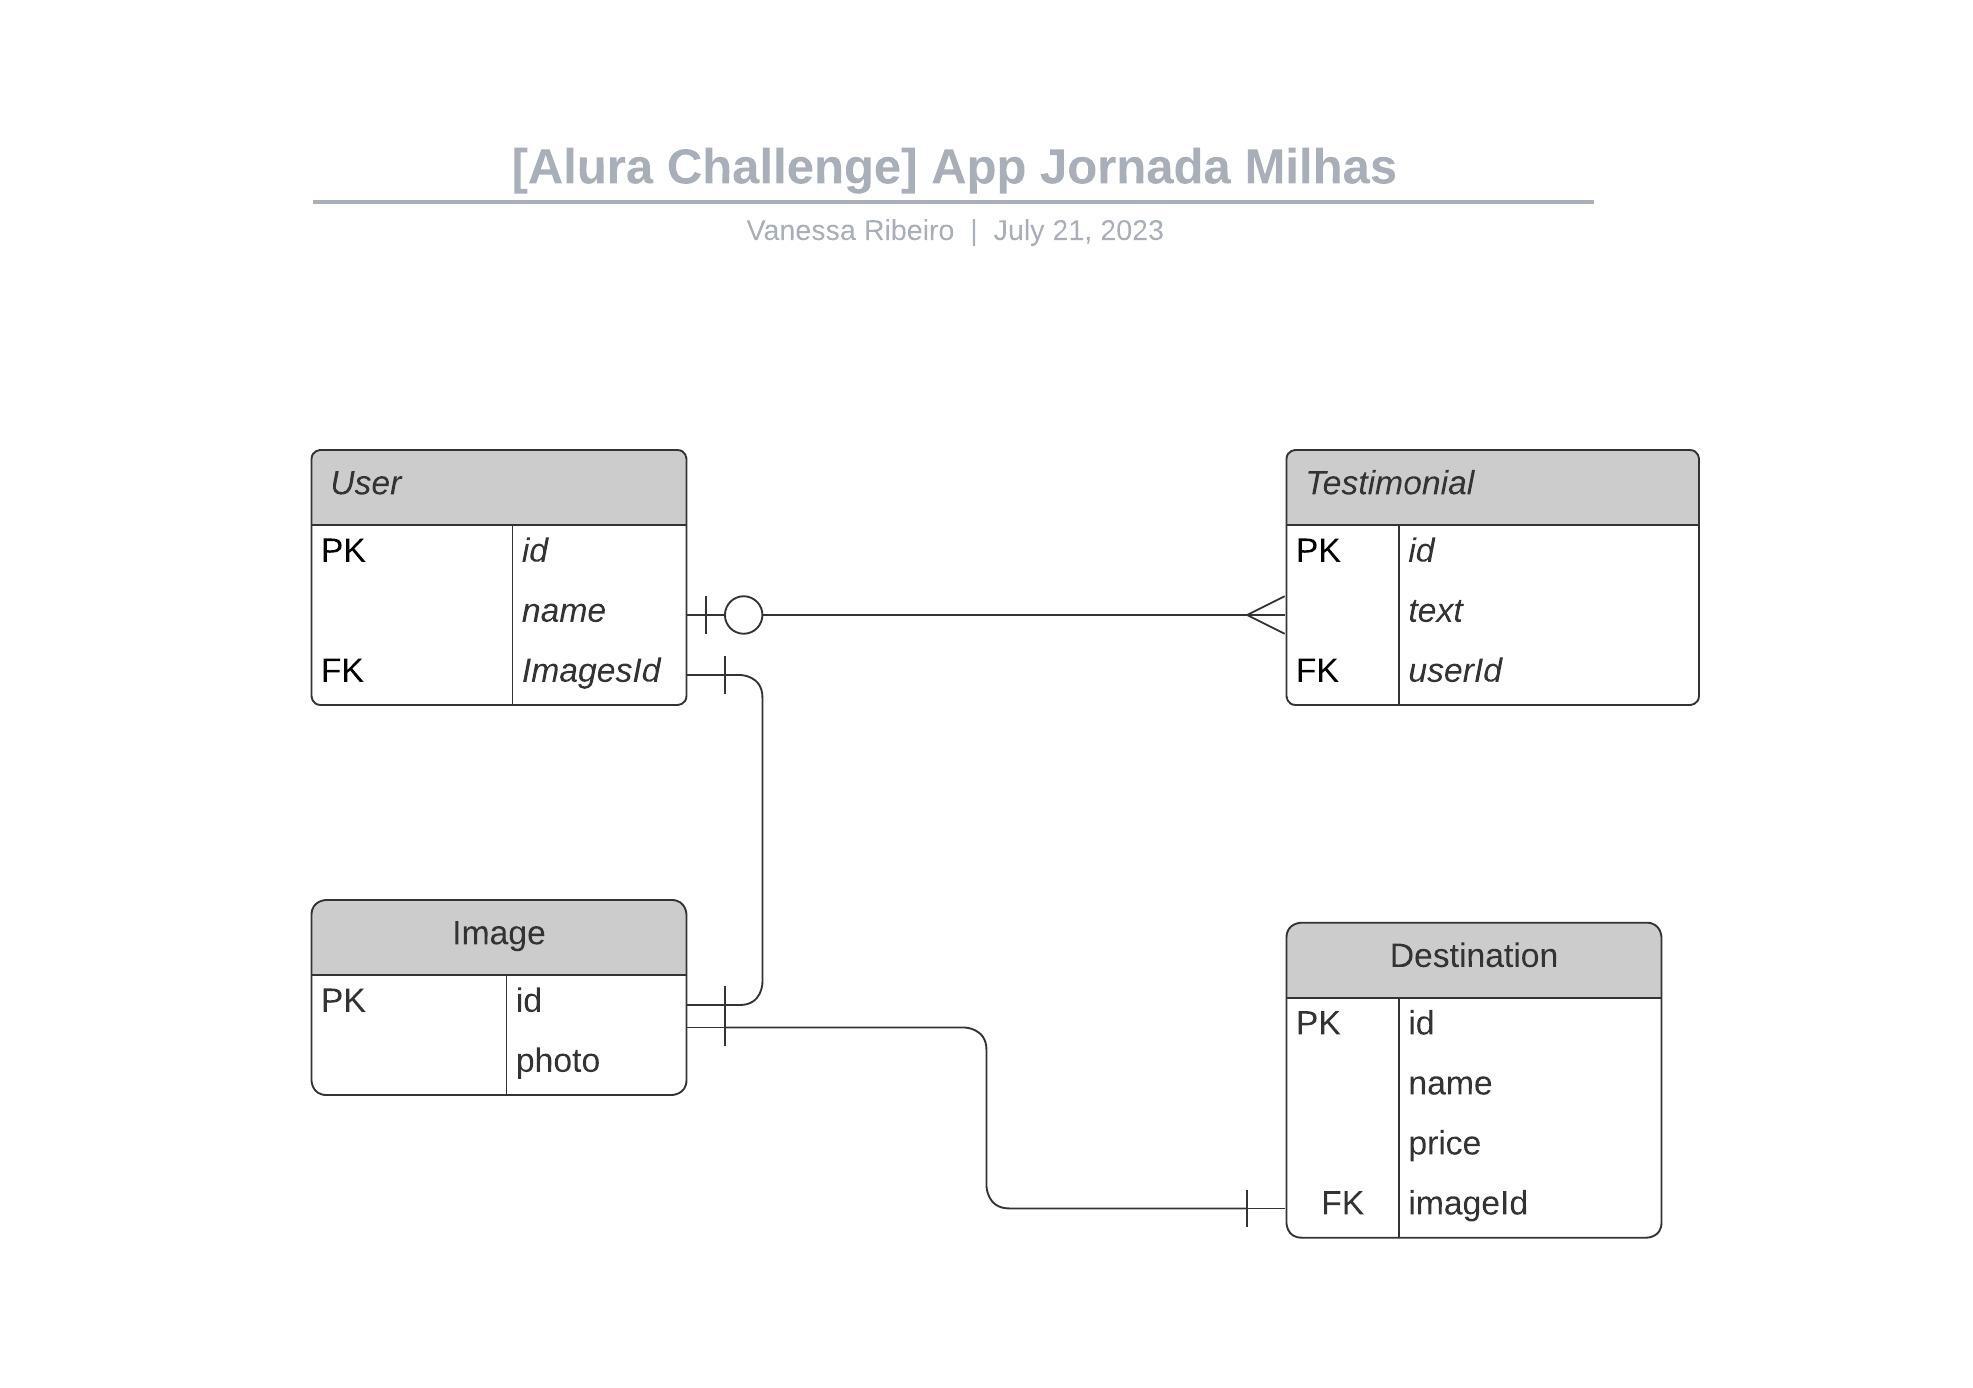 [Alura Challenge] App Jornada Milhas
Vanessa Ribeiro | July 21, 2023
User
PK id
name
FK ImagesId
Testimonial
PK id
text
FK userId
Image
PK id
photo
Destination
PK id
name
price
FK imageId